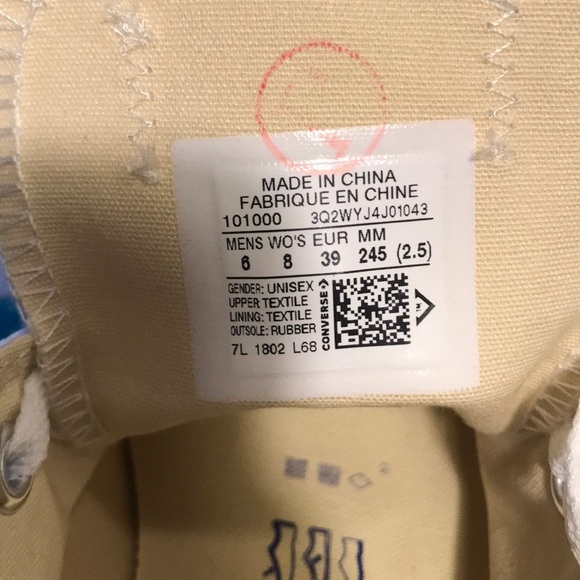 MADE IN CHINA
FABRIQUE EN CHINE
101000 3Q2WYJ4J01043
MENS WO'S EUR MM
6 8 39 245 (2.5)
GENDER: UNISEX
UPPER: TEXTILE
LINING: TEXTILE
OUTSOLE: RUBBER
7L 1802 L68
CONVERSE
TM